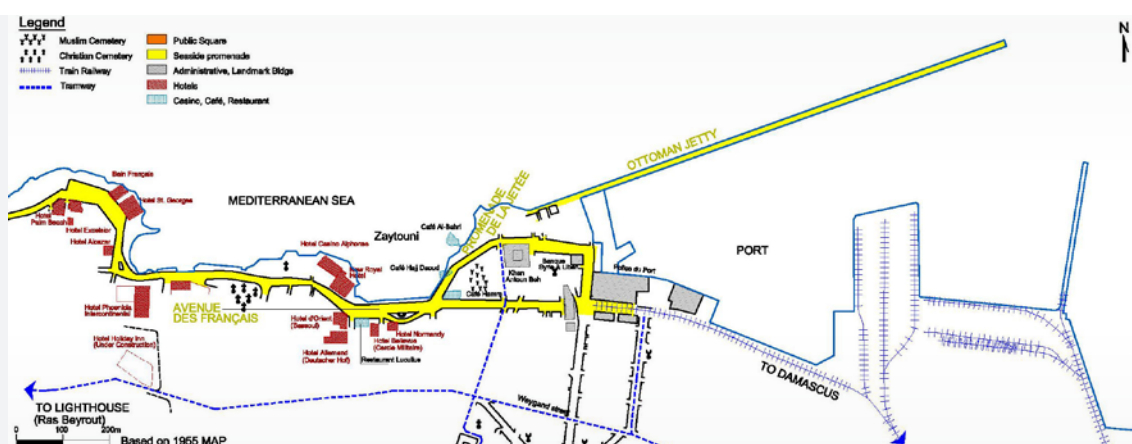 Legend
Muslim Cemetery
Christian Cemetery
Train Railway
Tramway
Public Square
Seaside promenade
Administrative, Landmark Bldgs
Hotels
Casino, Café, Restaurant
N
OTTOMAN JETTY
PROMENADE
DE LA JETÉE
Bain Français
Hotel St. Georges
MEDITERRANEAN SEA
Hotel
Palm Beach
Hotel Excelsior
Hotel Alcazar
Zaytouni
Café Al-Bahri
Hotel Casino Alphonse
New Royal
Hotel
Café Hajj Daoud
Khan
Antoun Bek
Banque
PORT
AVENUE
DES FRANÇAIS
Hotel Phoenicia
Intercontinental
Hotel d'Orient
(Bassoul)
Hotel Normandy
Hotel Bellevue
(Cercle Militaire)
Hotel Allemand
(Deutscher Hof)
Restaurant Lucullus
Hotel Holiday Inn
(Under Construction)
TO DAMASCUS
Weygand street
TO LIGHTHOUSE
(Ras Beyrout)
0 100 200m
Based on 1955 MAP